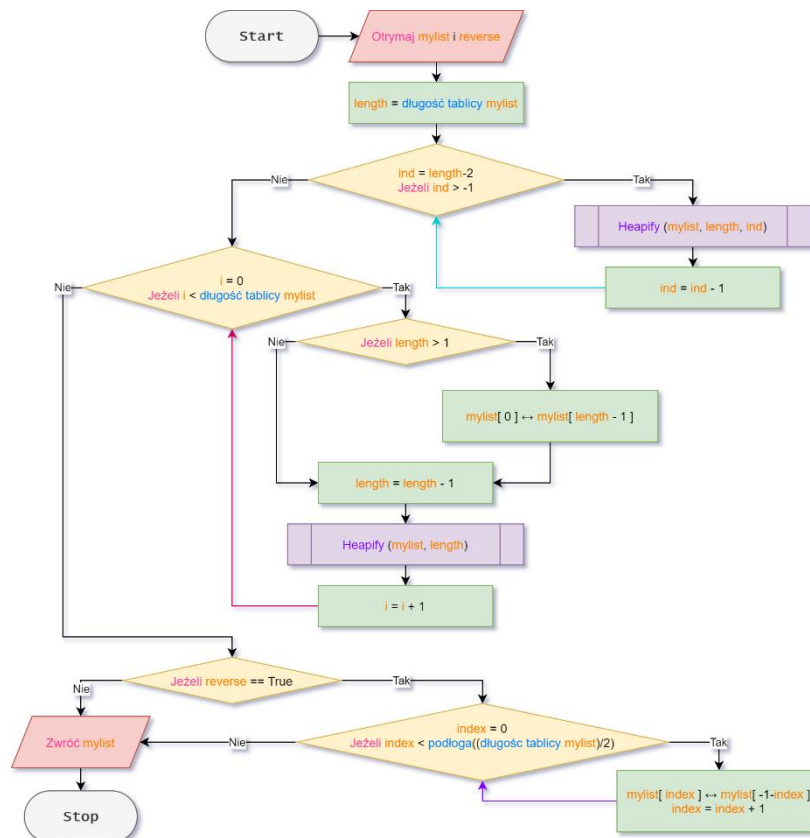 Start
Otrymaj mylist i reverse
length = długość tablicy mylist
ind = length-2
Jeżeli ind > -1
Nie
Tak
Heapify (mylist, length, ind)
ind = ind - 1
i = 0
Jeżeli i < długość tablicy mylist
Nie
Tak
Jeżeli length > 1
Nie
Tak
mylist[ 0 ] ↔ mylist[ length - 1 ]
length = length - 1
Heapify (mylist, length)
i = i + 1
Jeżeli reverse == True
Nie
Tak
Zwróć mylist
index = 0
Jeżeli index < podłoga((długośc tablicy mylist)/2)
Nie
Tak
mylist[ index ] ↔ mylist[ -1-index ]
index = index + 1
Stop